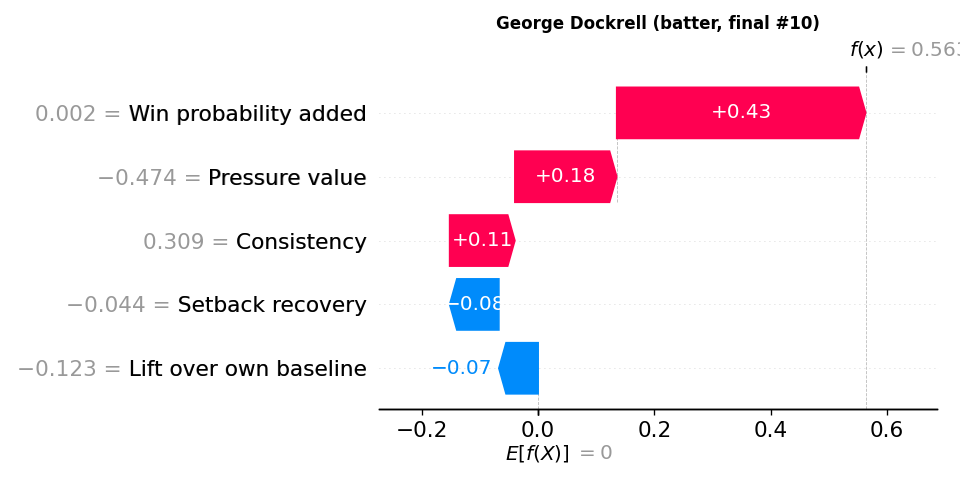 George Dockrell (batter, final #10)
f(x) = 0.563
0.002 = Win probability added
+0.43
−0.474 = Pressure value
+0.18
0.309 = Consistency
+0.11
−0.044 = Setback recovery
−0.08
−0.123 = Lift over own baseline
−0.07
−0.2 0.0 0.2 0.4 0.6
E[f(X)] = 0